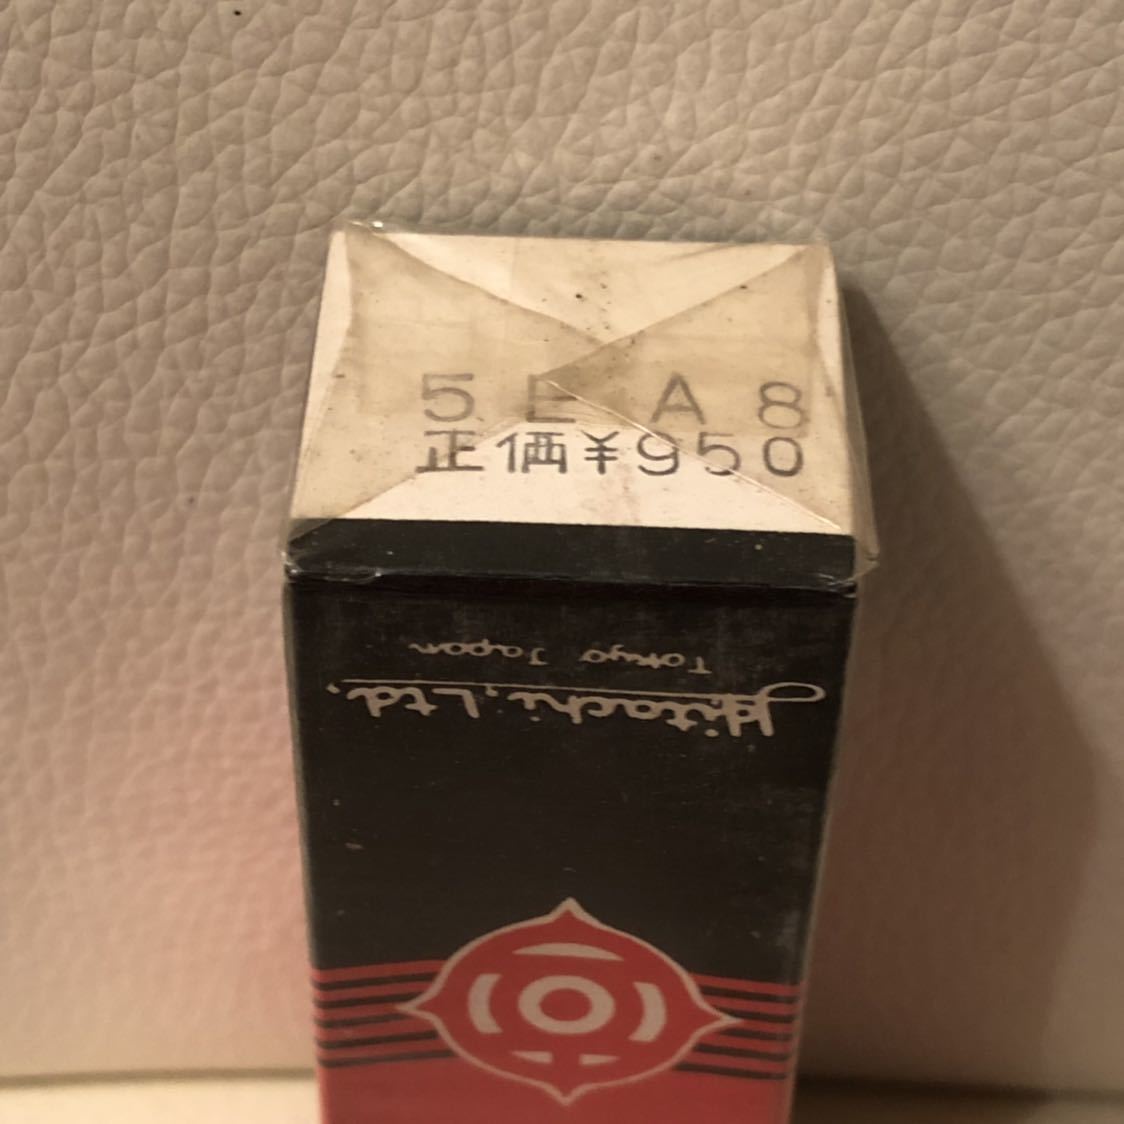 5EA8
正価¥950
Hitachi, Ltd.
Tokyo Japan